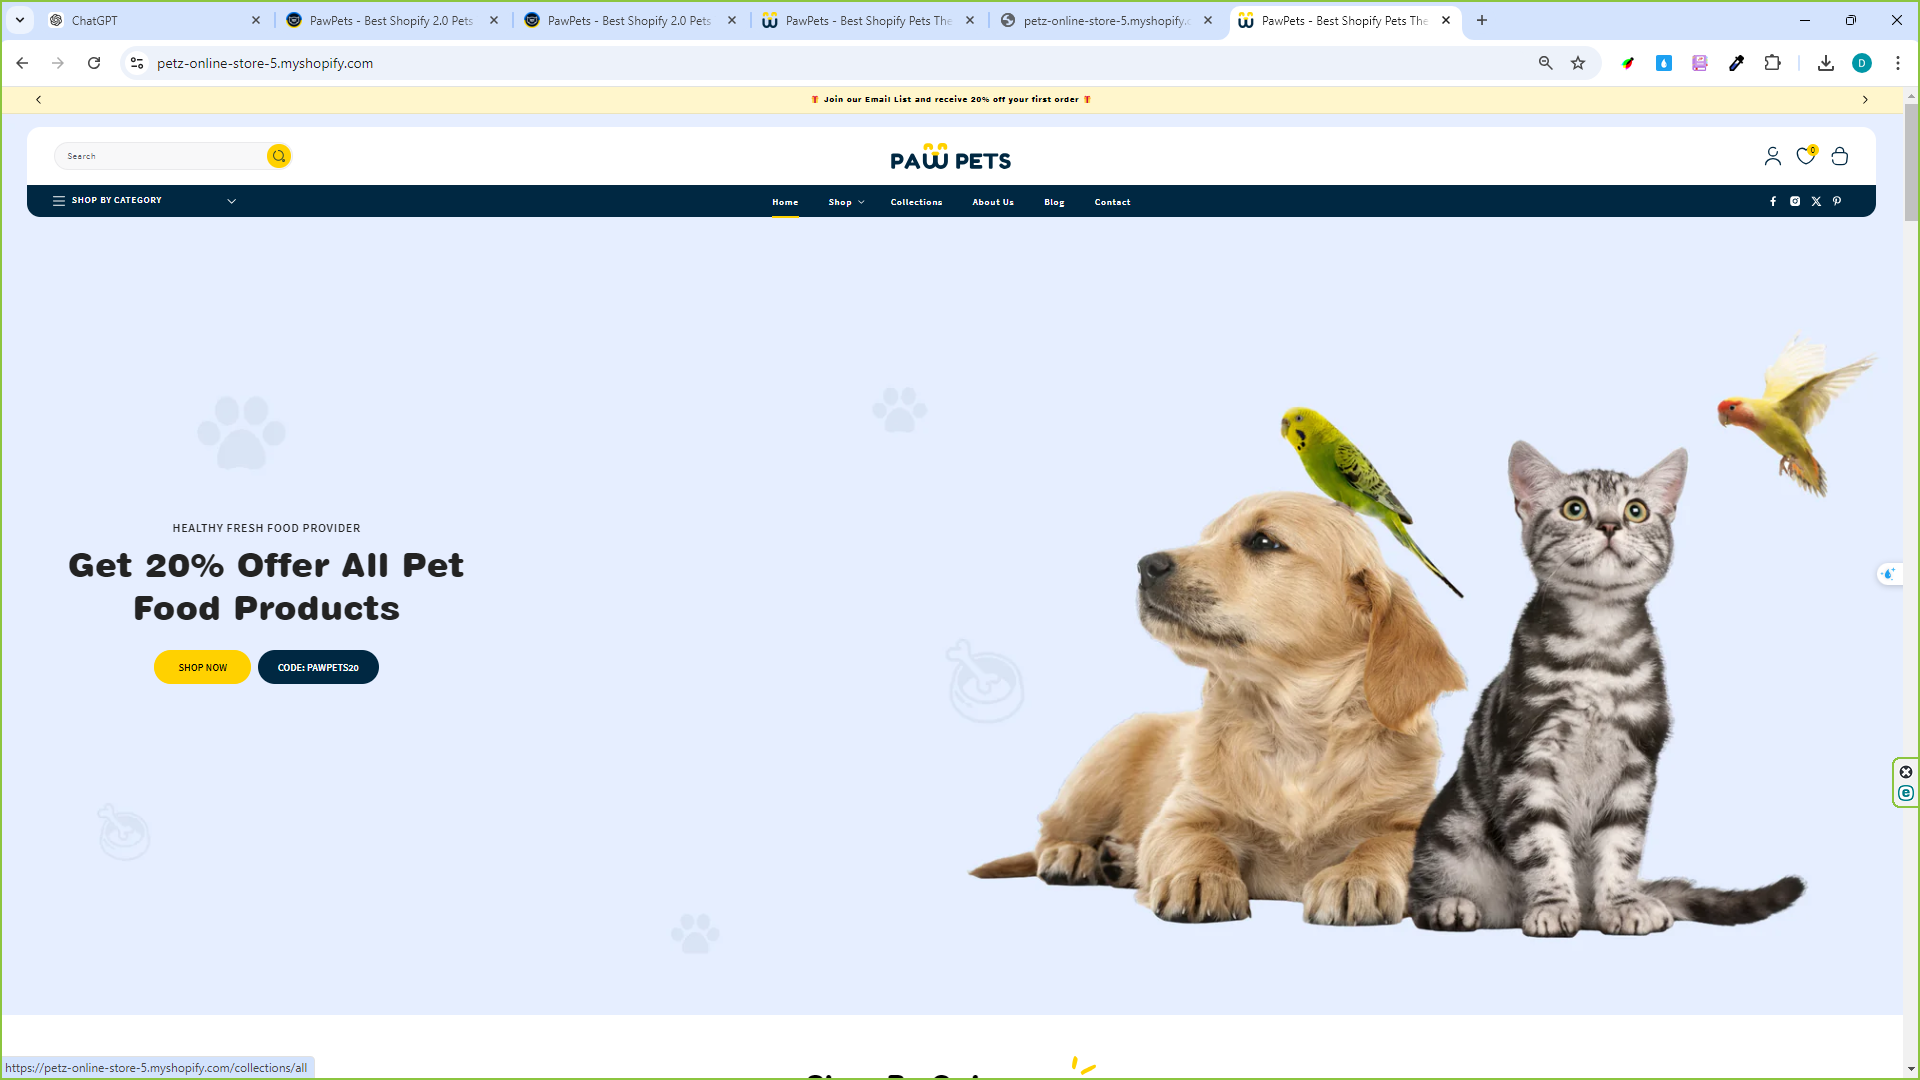 ChatGPT
PawPets - Best Shopify 2.0 Pets
PawPets - Best Shopify 2.0 Pets
PawPets - Best Shopify Pets The
petz-online-store-5.myshopify.
PawPets - Best Shopify Pets The
petz-online-store-5.myshopify.com
D
Join our Email List and receive 20% off your first order
Search
PAW PETS
0
SHOP BY CATEGORY
Home
Shop
Collections
About Us
Blog
Contact
HEALTHY FRESH FOOD PROVIDER
Get 20% Offer All Pet
Food Products
SHOP NOW
CODE: PAWPETS20
https://petz-online-store-5.myshopify.com/collections/all